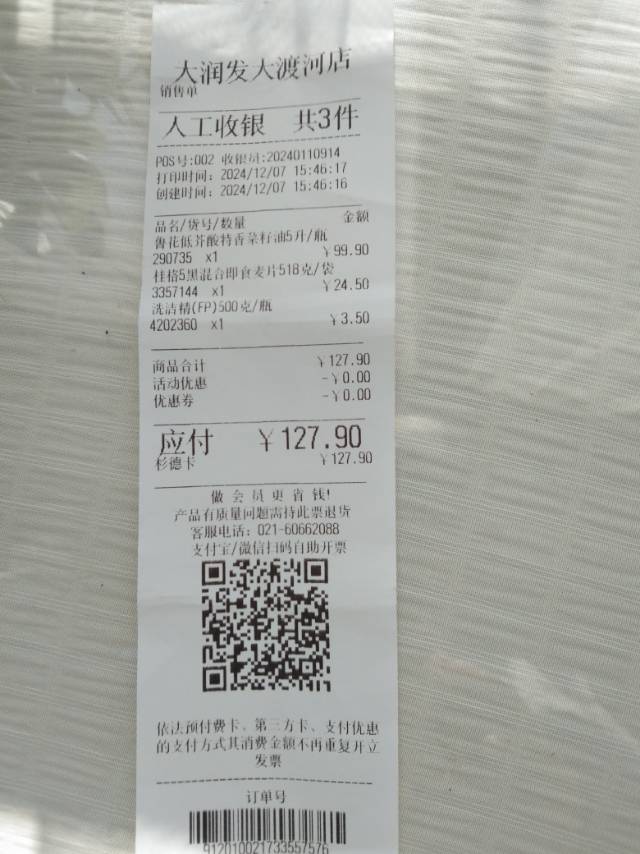 大润发大渡河店
销售单
人工收银 共3件
POS号:002 收银员:20240110914
打印时间: 2024/12/07 15:46:17
创建时间: 2024/12/07 15:46:16
品名/货号/数量 金额
鲁花低芥酸特香菜籽油5升/瓶
290735 x1 ￥99.90
桂格5黑混合即食麦片518克/袋
3357144 x1 ￥24.50
洗洁精(FP)500克/瓶
4202360 x1 ￥3.50
商品合计 ￥127.90
活动优惠 -￥0.00
优惠券 -￥0.00
应付 ￥127.90
杉德卡 ￥127.90
做会员更省钱!
产品有质量问题需持此票退货
客服电话: 021-60662088
支付宝/微信扫码自助开票
依法预付费卡、第三方卡、支付优惠
的支付方式其消费金额不再重复开立
发票
订单号
912010021733557576